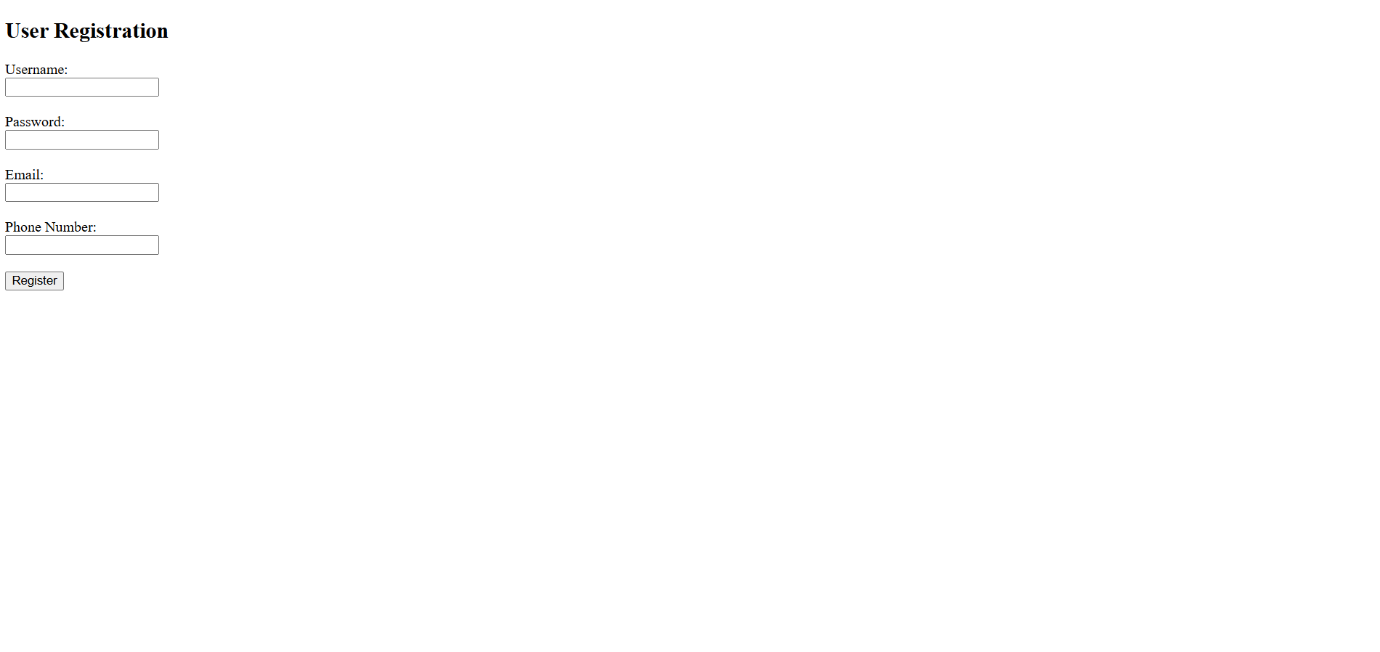 User Registration
Username:
Password:
Email:
Phone Number:
Register